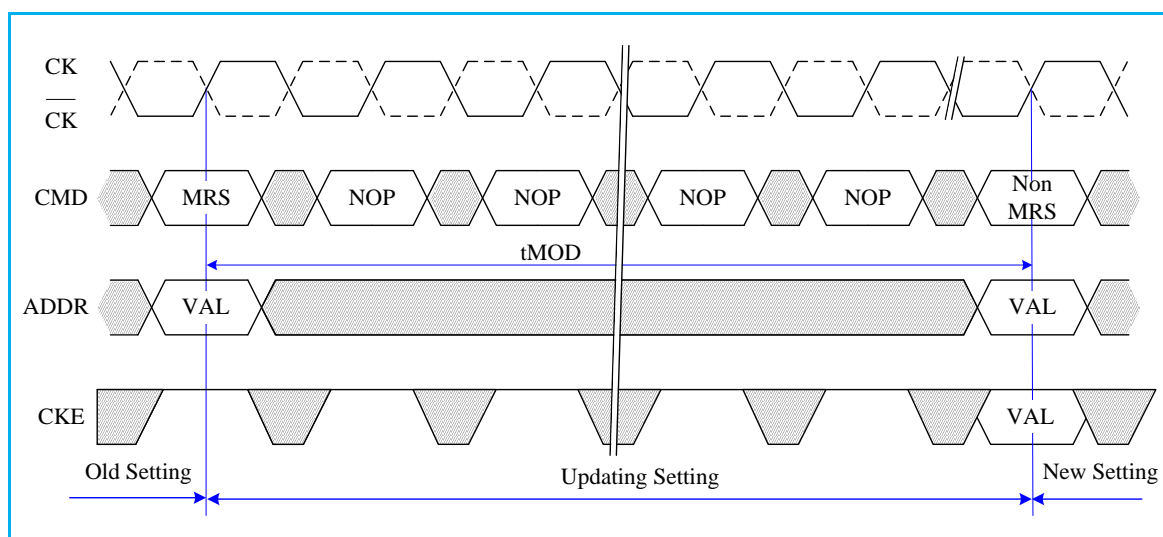 CK
CK
CMD MRS NOP NOP NOP NOP Non MRS
tMOD
ADDR VAL VAL
CKE VAL
Old Setting Updating Setting New Setting